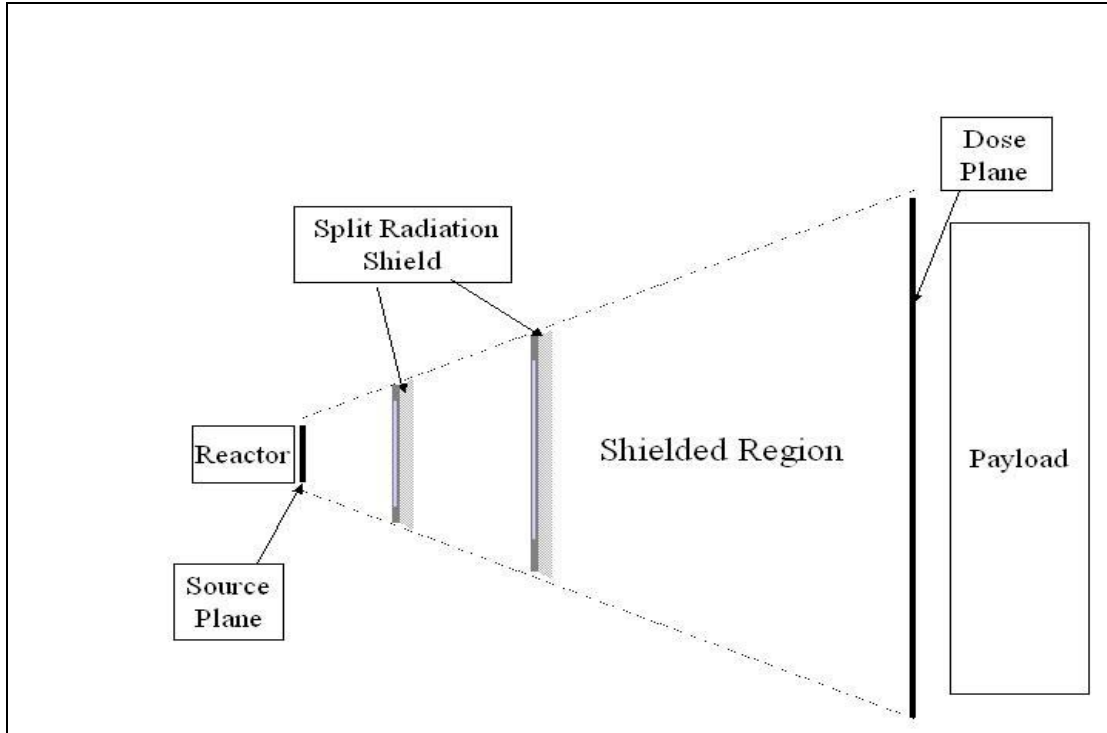 Dose
Plane
Split Radiation
Shield
Reactor
Shielded Region
Payload
Source
Plane